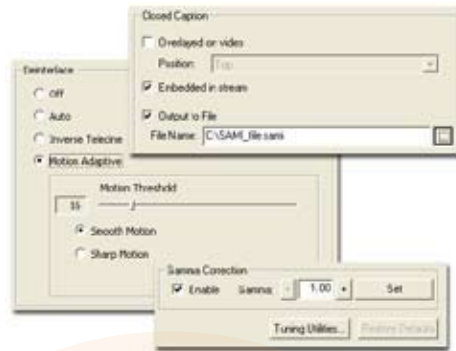 Closed Caption
Overlayed on video
Position: Top
Embedded in stream
Output to File
File Name: C:\SAMI_file.sami
Deinterlace
Off
Auto
Inverse Telecine
Motion Adaptive
Motion Threshold
15
Smooth Motion
Sharp Motion
Gamma Correction
Enable Gamma: - 1.00 + Set
Tuning Utilities... Restore Defaults